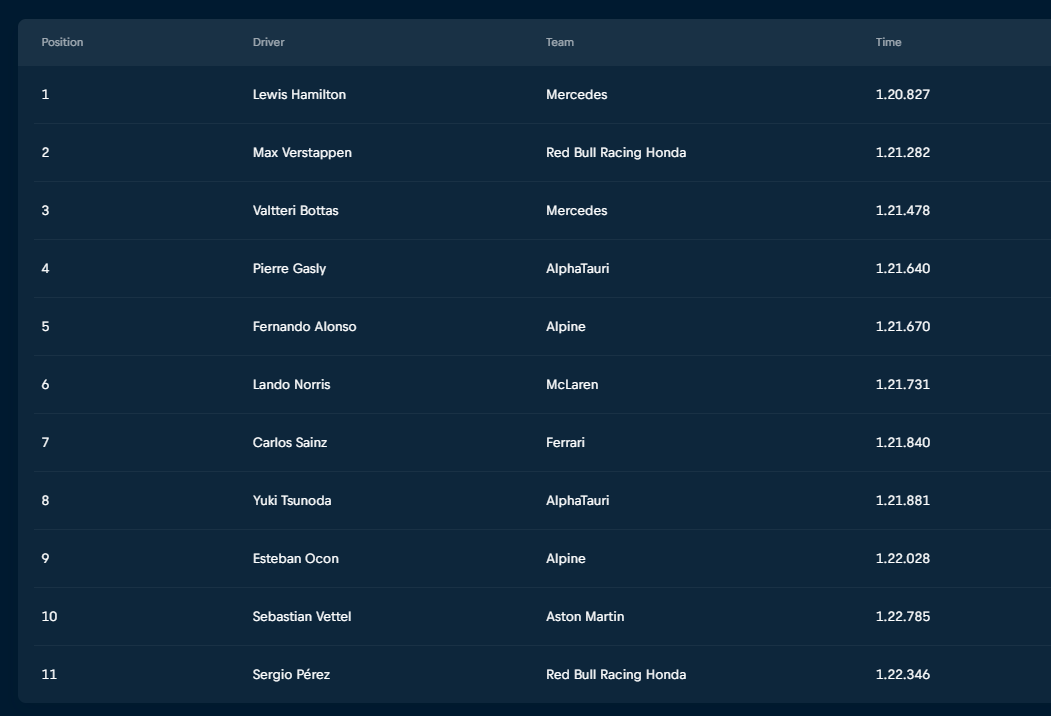 Position Driver Team Time
1 Lewis Hamilton Mercedes 1.20.827
2 Max Verstappen Red Bull Racing Honda 1.21.282
3 Valtteri Bottas Mercedes 1.21.478
4 Pierre Gasly AlphaTauri 1.21.640
5 Fernando Alonso Alpine 1.21.670
6 Lando Norris McLaren 1.21.731
7 Carlos Sainz Ferrari 1.21.840
8 Yuki Tsunoda AlphaTauri 1.21.881
9 Esteban Ocon Alpine 1.22.028
10 Sebastian Vettel Aston Martin 1.22.785
11 Sergio Pérez Red Bull Racing Honda 1.22.346